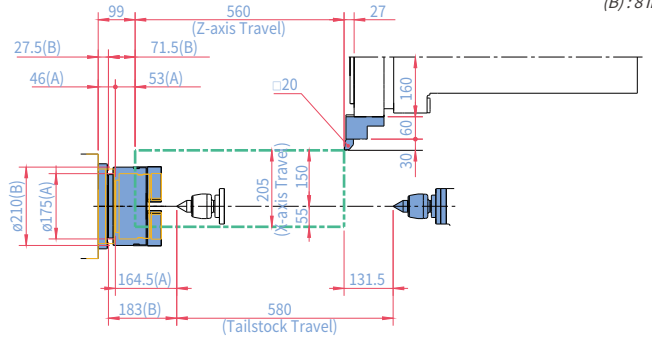 99
560
27
(B) : 8 i
(Z-axis Travel)
27.5(B)
71.5(B)
46(A)
53(A)
□20
160
60
30
205
(X-axis Travel)
150
55
ø210(B)
ø175(A)
164.5(A)
131.5
183(B)
580
(Tailstock Travel)